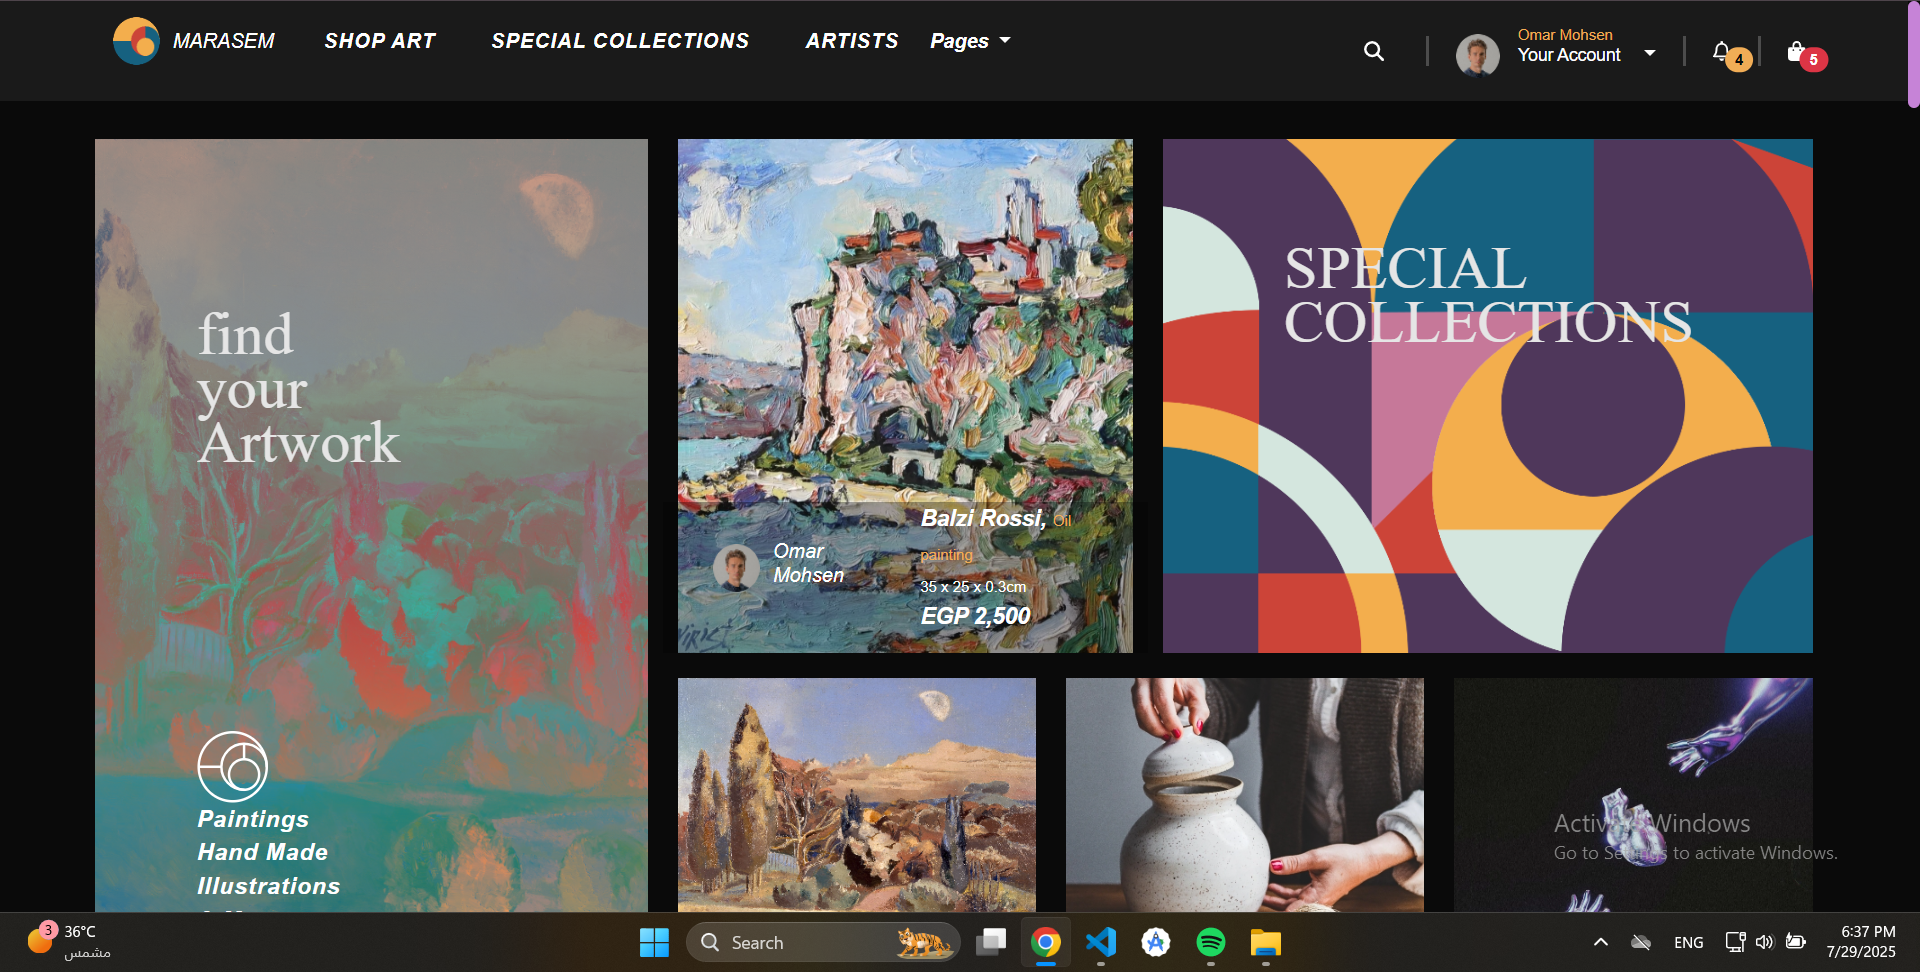 MARASEM
SHOP ART
SPECIAL COLLECTIONS
ARTISTS
Pages
Omar Mohsen
Your Account
4
5
find
your
Artwork
Paintings
Hand Made
Illustrations
Balzi Rossi, Oil
painting
35 x 25 x 0.3cm
EGP 2,500
Omar
Mohsen
SPECIAL
COLLECTIONS
Activate Windows
Go to Settings to activate Windows.
3
36°C
مشمس
Search
ENG
6:37 PM
7/29/2025